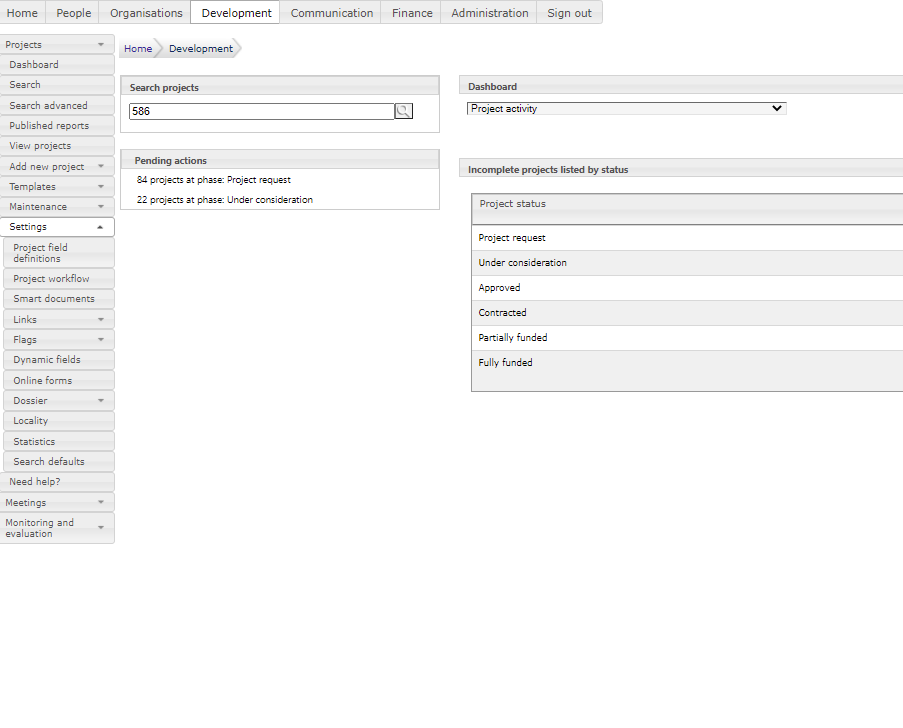 Home People Organisations Development Communication Finance Administration Sign out
Projects
Dashboard
Search
Search advanced
Published reports
View projects
Add new project
Templates
Maintenance
Settings
Project field
definitions
Project workflow
Smart documents
Links
Flags
Dynamic fields
Online forms
Dossier
Locality
Statistics
Search defaults
Need help?
Meetings
Monitoring and
evaluation
Home Development
Search projects
586
Pending actions
84 projects at phase: Project request
22 projects at phase: Under consideration
Dashboard
Project activity
Incomplete projects listed by status
Project status
Project request
Under consideration
Approved
Contracted
Partially funded
Fully funded